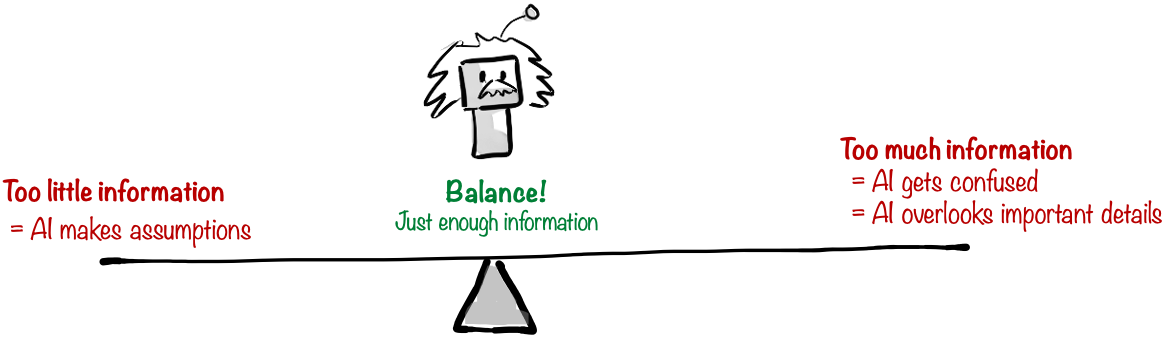 Too little information
= AI makes assumptions
Balance!
Just enough information
Too much information
= AI gets confused
= AI overlooks important details